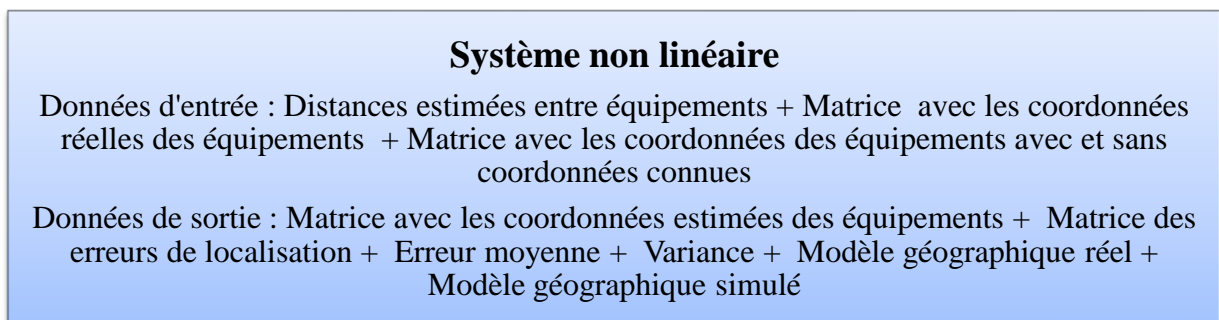 Système non linéaire
Données d'entrée : Distances estimées entre équipements + Matrice avec les coordonnées
réelles des équipements + Matrice avec les coordonnées des équipements avec et sans
coordonnées connues
Données de sortie : Matrice avec les coordonnées estimées des équipements + Matrice des
erreurs de localisation + Erreur moyenne + Variance + Modèle géographique réel +
Modèle géographique simulé